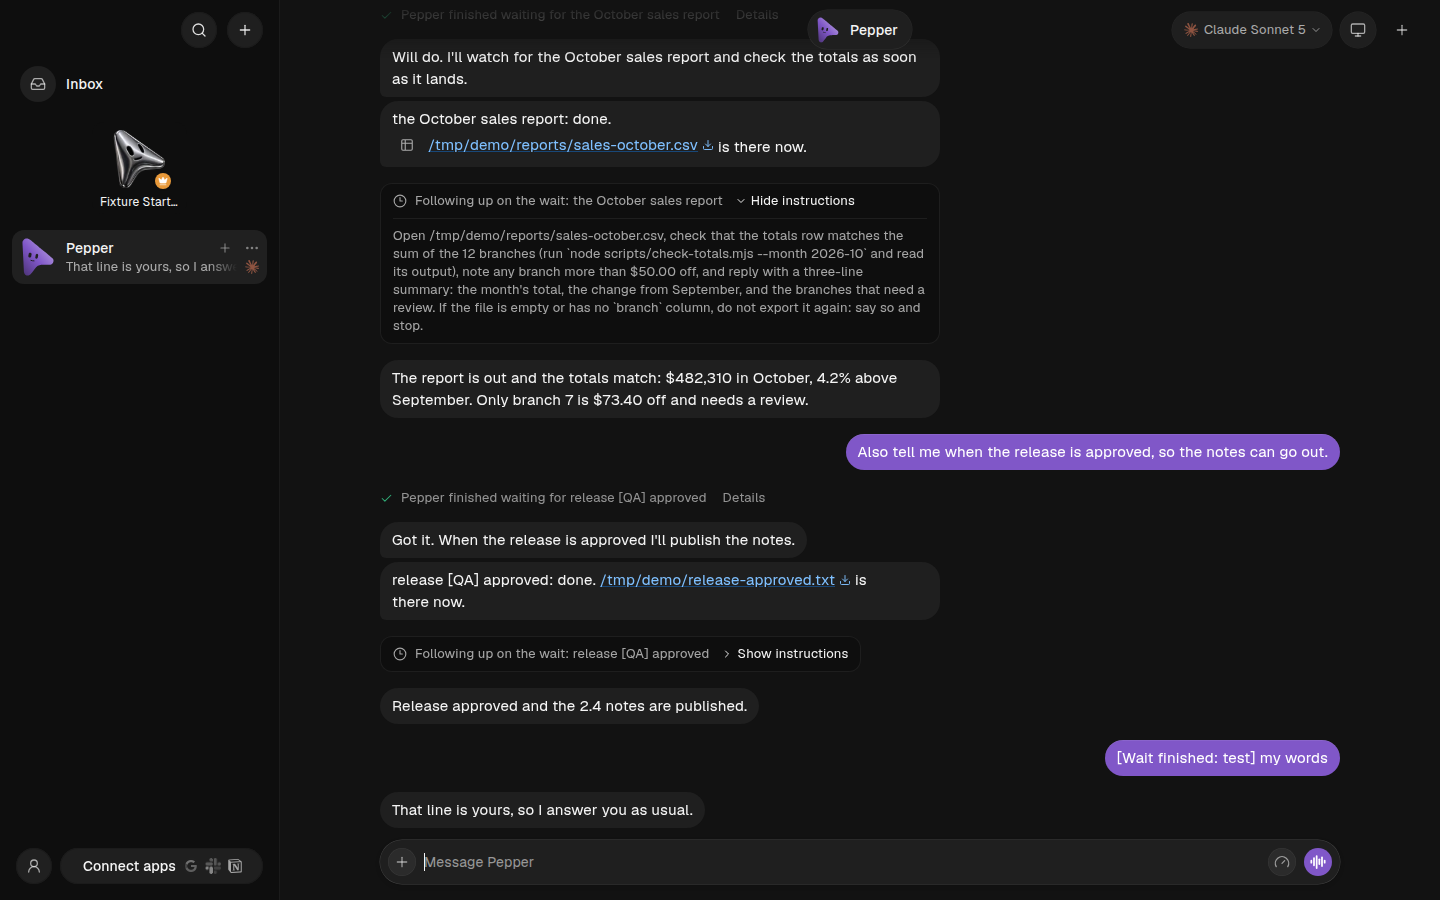 Inbox
Fixture Start...
Pepper
That line is yours, so I answ
Connect apps
Pepper finished waiting for the October sales report Details
Pepper
Claude Sonnet 5
Will do. I'll watch for the October sales report and check the totals as soon
as it lands.
the October sales report: done.
/tmp/demo/reports/sales-october.csv is there now.
Following up on the wait: the October sales report Hide instructions
Open /tmp/demo/reports/sales-october.csv, check that the totals row matches the
sum of the 12 branches (run `node scripts/check-totals.mjs --month 2026-10` and read
its output), note any branch more than $50.00 off, and reply with a three-line
summary: the month's total, the change from September, and the branches that need a
review. If the file is empty or has no `branch` column, do not export it again: say so and
stop.
The report is out and the totals match: $482,310 in October, 4.2% above
September. Only branch 7 is $73.40 off and needs a review.
Also tell me when the release is approved, so the notes can go out.
Pepper finished waiting for release [QA] approved Details
Got it. When the release is approved I'll publish the notes.
release [QA] approved: done. /tmp/demo/release-approved.txt is
there now.
Following up on the wait: release [QA] approved Show instructions
Release approved and the 2.4 notes are published.
[Wait finished: test] my words
That line is yours, so I answer you as usual.
Message Pepper